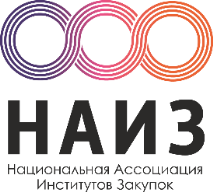 НАИЗ
Национальная Ассоциация
Институтов Закупок